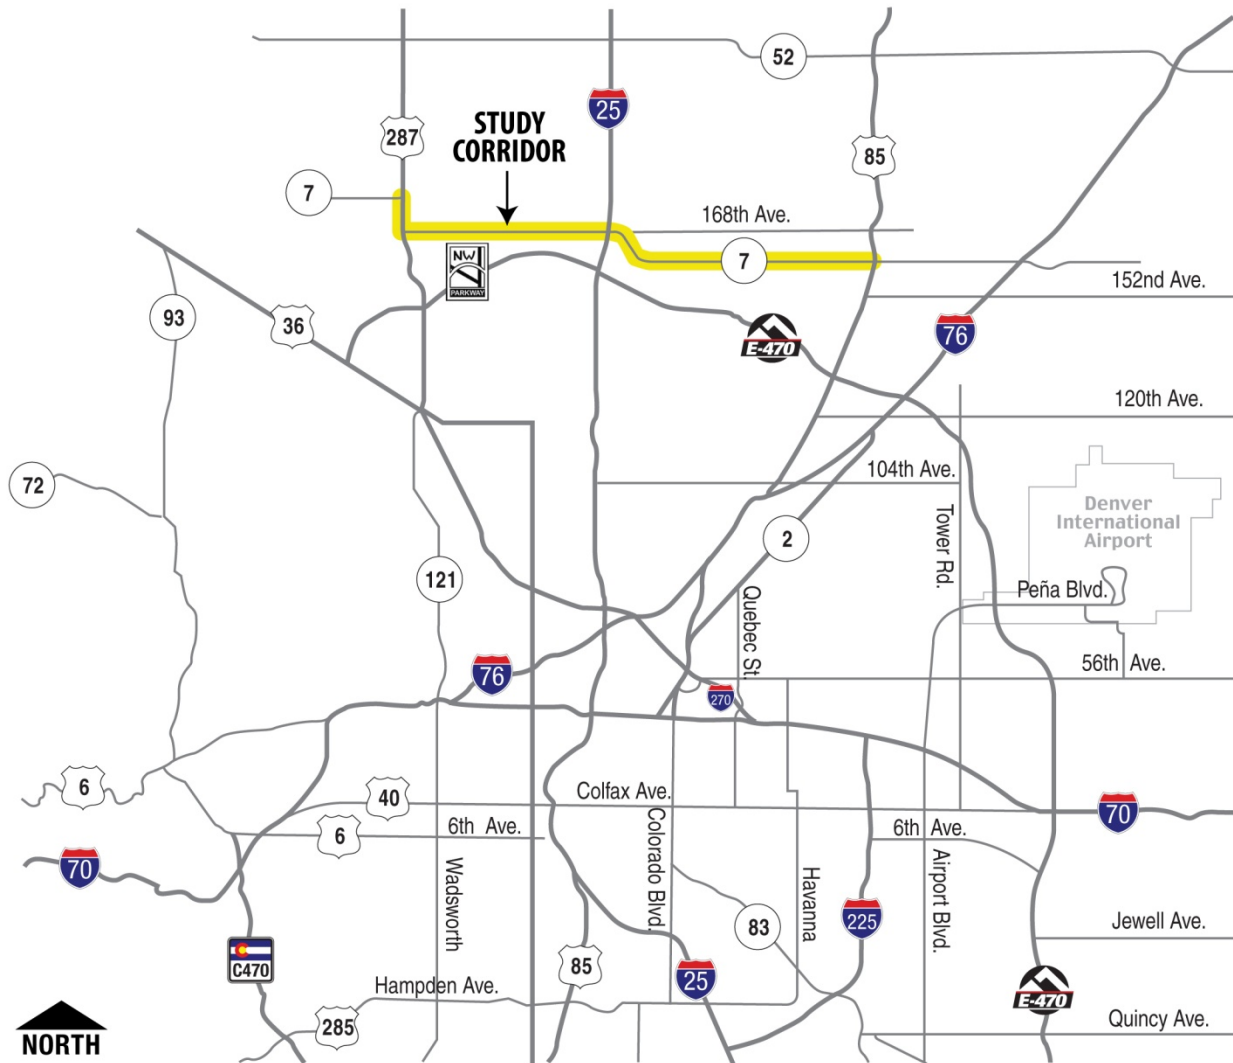 52
25
287
STUDY
CORRIDOR
85
7
168th Ave.
NW
PARKWAY
7
152nd Ave.
93
36
76
E-470
120th Ave.
104th Ave.
72
Denver
International
Airport
Tower Rd.
2
121
Peña Blvd.
Quebec St.
76
270
56th Ave.
6
40
Colfax Ave.
70
6
6th Ave.
6th Ave.
70
Wadsworth
Colorado Blvd.
Havanna
Airport Blvd.
83
225
Jewell Ave.
C470
85
25
Hampden Ave.
E-470
285
Quincy Ave.
NORTH